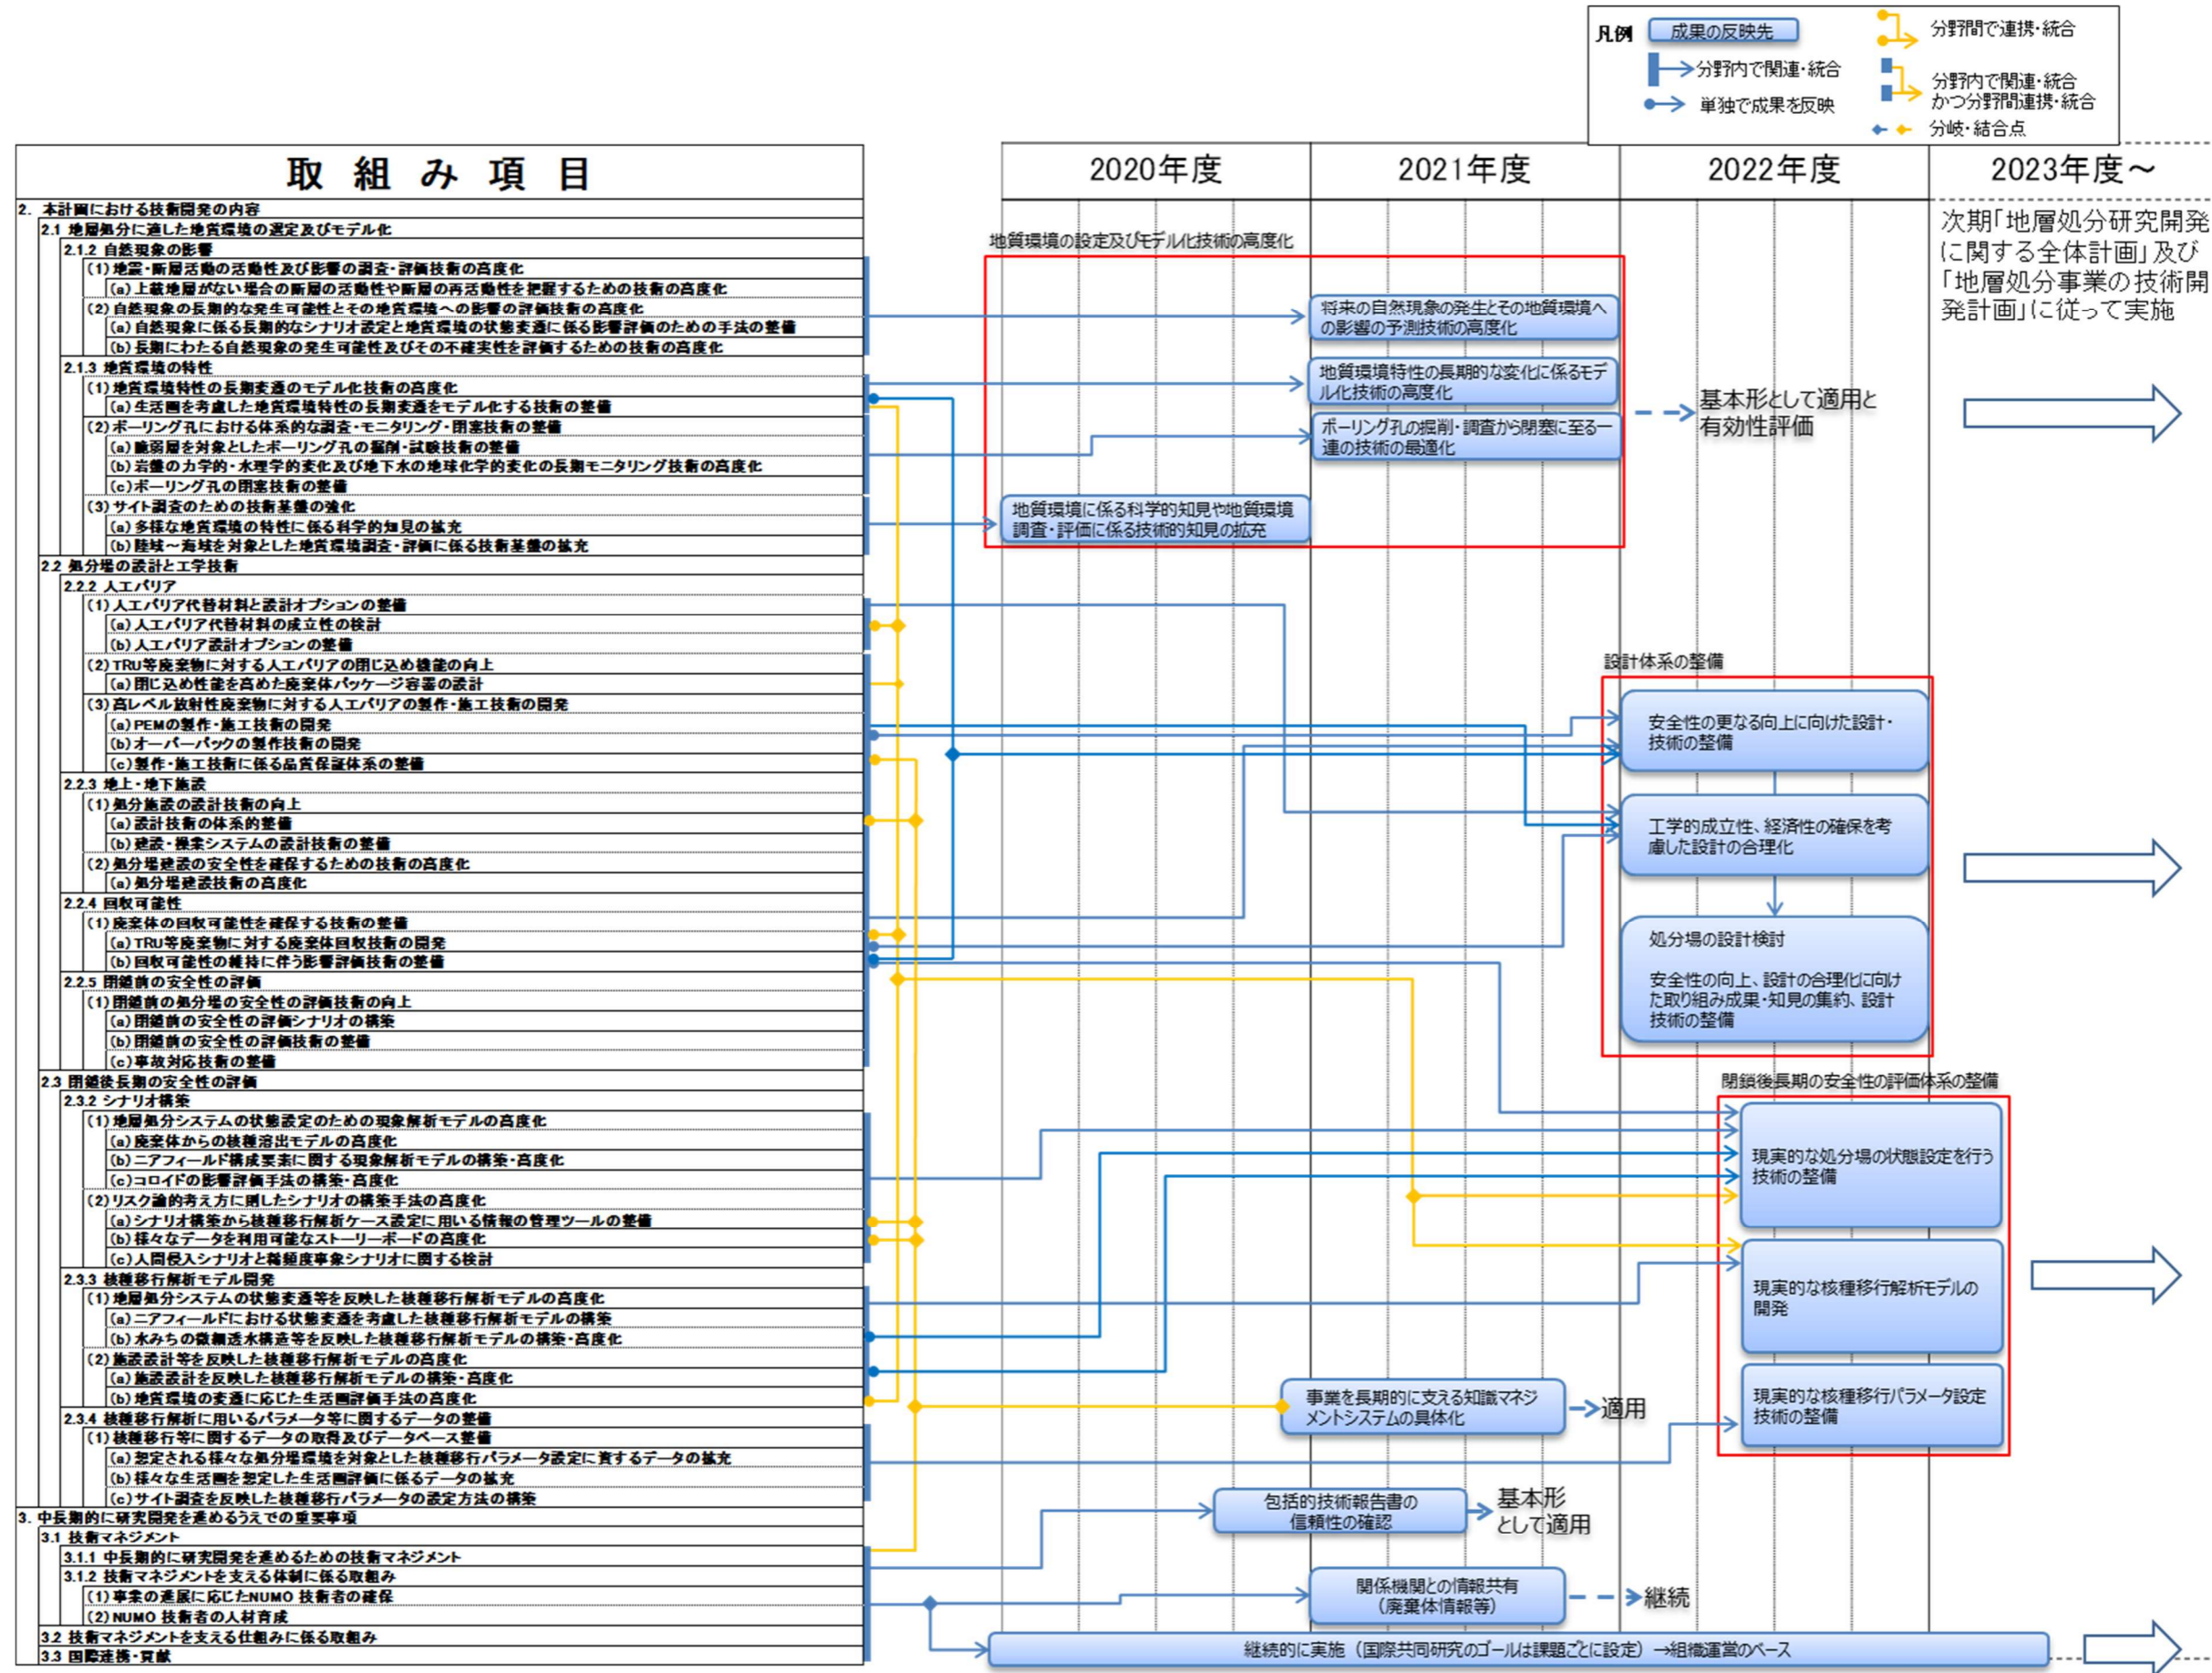 凡例
成果の反映先
分野内で関連・統合
単独で成果を反映
分野間で連携・統合
分野内で関連・統合
かつ分野間連携・統合
分岐・結合点
取組み項目
2020年度
2021年度
2022年度
2023年度～
2. 本計画における技術開発の内容
2.1 地層処分に適した地質環境の選定及びモデル化
2.1.2 自然現象の影響
(1)地震・断層活動の活動性及び影響の調査・評価技術の高度化
(a)上載地層がない場合の断層の活動性や断層の再活動性を把握するための技術の高度化
(2)自然現象の長期的な発生可能性とその地質環境への影響の評価技術の高度化
(a)自然現象に係る長期的なシナリオ設定と地質環境の状態変遷に係る影響評価のための手法の整備
(b)長期にわたる自然現象の発生可能性及びその不確実性を評価するための技術の高度化
2.1.3 地質環境の特性
(1)地質環境特性の長期変遷のモデル化技術の高度化
(a)生活圏を考慮した地質環境特性の長期変遷をモデル化する技術の整備
(2)ボーリング孔における体系的な調査・モニタリング・閉塞技術の整備
(a)脆弱層を対象としたボーリング孔の掘削・試験技術の整備
(b)岩盤の力学的・水理学的変化及び地下水の地球化学的変化の長期モニタリング技術の高度化
(c)ボーリング孔の閉塞技術の整備
(3)サイト調査のための技術基盤の強化
(a)多様な地質環境の特性に係る科学的知見の拡充
(b)陸域～海域を対象とした地質環境調査・評価に係る技術基盤の拡充
2.2 処分場の設計と工学技術
2.2.2 人工バリア
(1)人工バリア代替材料と設計オプションの整備
(a)人工バリア代替材料の成立性の検討
(b)人工バリア設計オプションの整備
(2)TRU等廃棄物に対する人工バリアの閉じ込め機能の向上
(a)閉じ込め性能を高めた廃棄体パッケージ容器の設計
(3)高レベル放射性廃棄物に対する人工バリアの製作・施工技術の開発
(a)PEMの製作・施工技術の開発
(b)オーバーパックの製作技術の開発
(c)製作・施工技術に係る品質保証体系の整備
2.2.3 地上・地下施設
(1)処分施設の設計技術の向上
(a)設計技術の体系的整備
(b)建設・操業システムの設計技術の整備
(2)処分場建設の安全性を確保するための技術の高度化
(a)処分場建設技術の高度化
2.2.4 回収可能性
(1)廃棄体の回収可能性を確保する技術の整備
(a)TRU等廃棄物に対する廃棄体回収技術の開発
(b)回収可能性の維持に伴う影響評価技術の整備
2.2.5 閉鎖前の安全性の評価
(1)閉鎖前の処分場の安全性の評価技術の向上
(a)閉鎖前の安全性の評価シナリオの構築
(b)閉鎖前の安全性の評価技術の整備
(c)事故対応技術の整備
2.3 閉鎖後長期の安全性の評価
2.3.2 シナリオ構築
(1)地層処分システムの状態設定のための現象解析モデルの高度化
(a)廃棄体からの核種溶出モデルの高度化
(b)ニアフィールド構成要素に関する現象解析モデルの構築・高度化
(c)コロイドの影響評価手法の構築・高度化
(2)リスク論的考え方に則したシナリオの構築手法の高度化
(a)シナリオ構築から核種移行解析ケース設定に用いる情報の管理ツールの整備
(b)様々なデータを利用可能なストーリーボードの高度化
(c)人間侵入シナリオと稀頻度事象シナリオに関する検討
2.3.3 核種移行解析モデル開発
(1)地層処分システムの状態変遷等を反映した核種移行解析モデルの高度化
(a)ニアフィールドにおける状態変遷を考慮した核種移行解析モデルの構築
(b)水みちの微細透水構造等を反映した核種移行解析モデルの構築・高度化
(2)施設設計等を反映した核種移行解析モデルの高度化
(a)施設設計を反映した核種移行解析モデルの構築・高度化
(b)地質環境の変遷に応じた生活圏評価手法の高度化
2.3.4 核種移行解析に用いるパラメータ等に関するデータの整備
(1)核種移行等に関するデータの取得及びデータベース整備
(a)想定される様々な処分場環境を対象とした核種移行パラメータ設定に資するデータの拡充
(b)様々な生活圏を想定した生活圏評価に係るデータの拡充
(c)サイト調査を反映した核種移行パラメータの設定方法の構築
3. 中長期的に研究開発を進めるうえでの重要事項
3.1 技術マネジメント
3.1.1 中長期的に研究開発を進めるための技術マネジメント
3.1.2 技術マネジメントを支える体制に係る取組み
(1)事業の進展に応じたNUMO 技術者の確保
(2)NUMO 技術者の人材育成
3.2 技術マネジメントを支える仕組みに係る取組み
3.3 国際連携・貢献
地質環境の設定及びモデル化技術の高度化
将来の自然現象の発生とその地質環境へ
の影響の予測技術の高度化
地質環境特性の長期的な変化に係るモデ
ル化技術の高度化
ボーリング孔の掘削・調査から閉塞に至る一
連の技術の最適化
地質環境に係る科学的知見や地質環境
調査・評価に係る技術的知見の拡充
基本形として適用と
有効性評価
次期「地層処分研究開発
に関する全体計画」及び
「地層処分事業の技術開
発計画」に従って実施
設計体系の整備
安全性の更なる向上に向けた設計・
技術の整備
工学的成立性、経済性の確保を考
慮した設計の合理化
処分場の設計検討
安全性の向上、設計の合理化に向け
た取り組み成果・知見の集約、設計
技術の整備
閉鎖後長期の安全性の評価体系の整備
現実的な処分場の状態設定を行う
技術の整備
現実的な核種移行解析モデルの
開発
現実的な核種移行パラメータ設定
技術の整備
事業を長期的に支える知識マネジ
メントシステムの具体化
適用
包括的技術報告書の
信頼性の確認
基本形
として適用
関係機関との情報共有
（廃棄体情報等）
継続
継続的に実施（国際共同研究のゴールは課題ごとに設定）→組織運営のベース